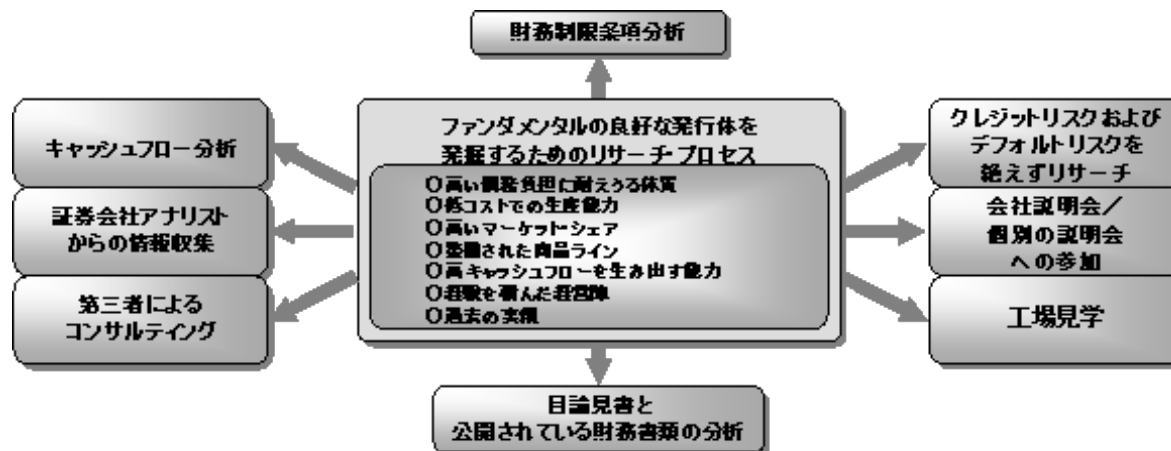 財務制限条項分析
キャッシュフロー分析
証券会社アナリスト
からの情報収集
第三者による
コンサルティング
ファンダメンタルの良好な発行体を
発掘するためのリサーチ・プロセス
○高い債務負担に耐えうる体質
○低コストでの生産能力
○高いマーケットシェア
○整備された商品ライン
○高キャッシュフローを生み出す能力
○経験を積んだ経営陣
○過去の実績
クレジットリスクおよび
デフォルトリスクを
絶えずリサーチ
会社説明会/
個別の説明会
への参加
工場見学
目論見書と
公開されている財務書類の分析